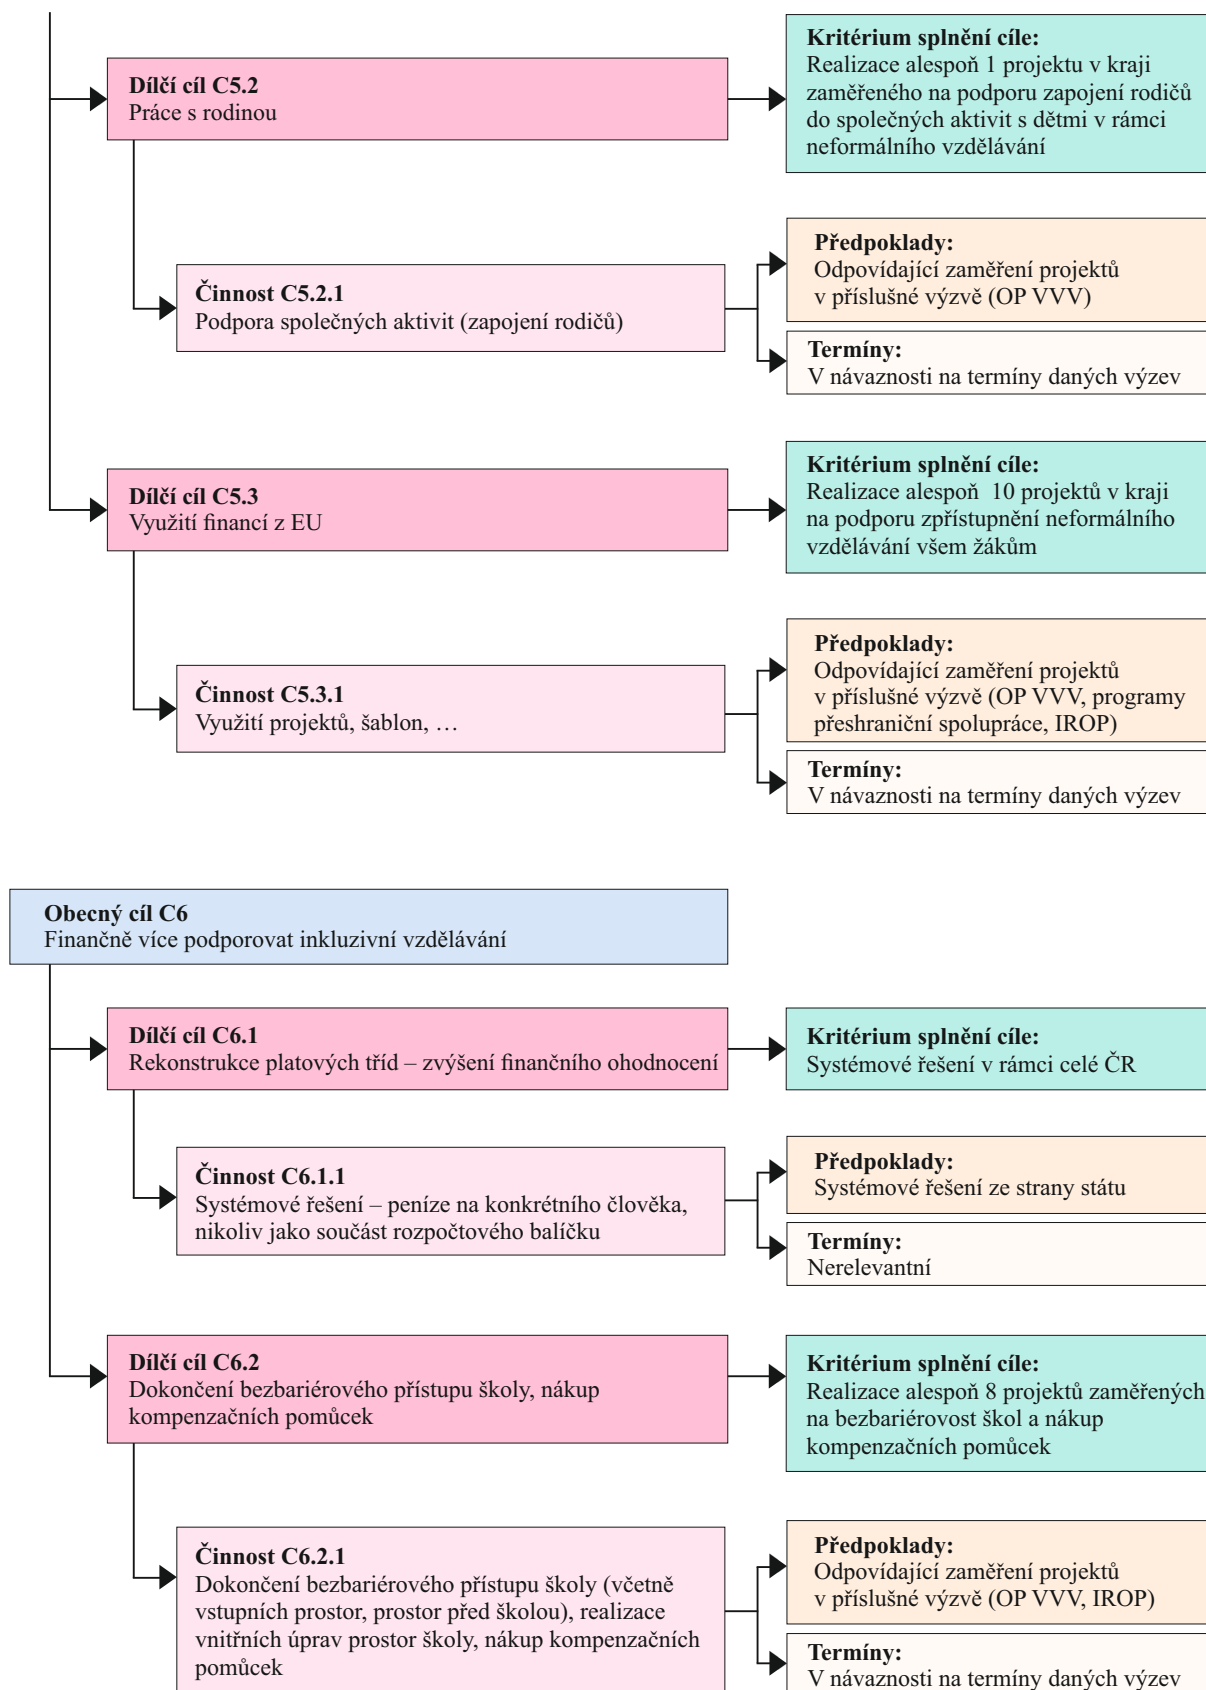 Dílčí cíl C5.2
Práce s rodinou
Kritérium splnění cíle:
Realizace alespoň 1 projektu v kraji
zaměřeného na podporu zapojení rodičů
do společných aktivit s dětmi v rámci
neformálního vzdělávání
Činnost C5.2.1
Podpora společných aktivit (zapojení rodičů)
Předpoklady:
Odpovídající zaměření projektů
v příslušné výzvě (OP VVV)
Termíny:
V návaznosti na termíny daných výzev
Dílčí cíl C5.3
Využití financí z EU
Kritérium splnění cíle:
Realizace alespoň 10 projektů v kraji
na podporu zpřístupnění neformálního
vzdělávání všem žákům
Činnost C5.3.1
Využití projektů, šablon, …
Předpoklady:
Odpovídající zaměření projektů
v příslušné výzvě (OP VVV, programy
přeshraniční spolupráce, IROP)
Termíny:
V návaznosti na termíny daných výzev
Obecný cíl C6
Finančně více podporovat inkluzivní vzdělávání
Dílčí cíl C6.1
Rekonstrukce platových tříd – zvýšení finančního ohodnocení
Kritérium splnění cíle:
Systémové řešení v rámci celé ČR
Činnost C6.1.1
Systémové řešení – peníze na konkrétního člověka,
nikoliv jako součást rozpočtového balíčku
Předpoklady:
Systémové řešení ze strany státu
Termíny:
Nerelevantní
Dílčí cíl C6.2
Dokončení bezbariérového přístupu školy, nákup
kompenzačních pomůcek
Kritérium splnění cíle:
Realizace alespoň 8 projektů zaměřených
na bezbariérovost škol a nákup
kompenzačních pomůcek
Činnost C6.2.1
Dokončení bezbariérového přístupu školy (včetně
vstupních prostor, prostor před školou), realizace
vnitřních úprav prostor školy, nákup kompenzačních
pomůcek
Předpoklady:
Odpovídající zaměření projektů
v příslušné výzvě (OP VVV, IROP)
Termíny:
V návaznosti na termíny daných výzev